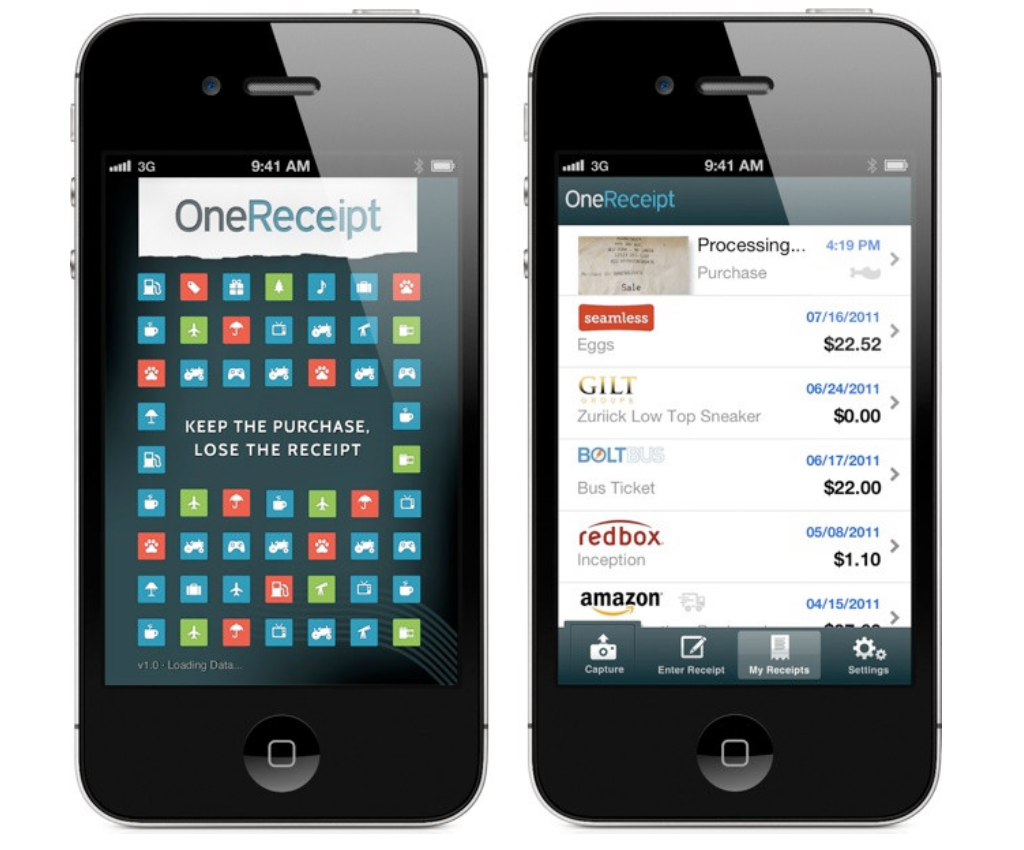 3G 9:41 AM
OneReceipt
KEEP THE PURCHASE,
LOSE THE RECEIPT
v1.0 · Loading Data...
3G 9:41 AM
OneReceipt
Processing... 4:19 PM
Purchase
Sale
seamless 07/16/2011
Eggs $22.52
GILT 06/24/2011
GROUPE
Zuriick Low Top Sneaker $0.00
BOLTBUS 06/17/2011
Bus Ticket $22.00
redbox. 05/08/2011
Inception $1.10
amazon 04/15/2011
Capture Enter Receipt My Receipts Settings